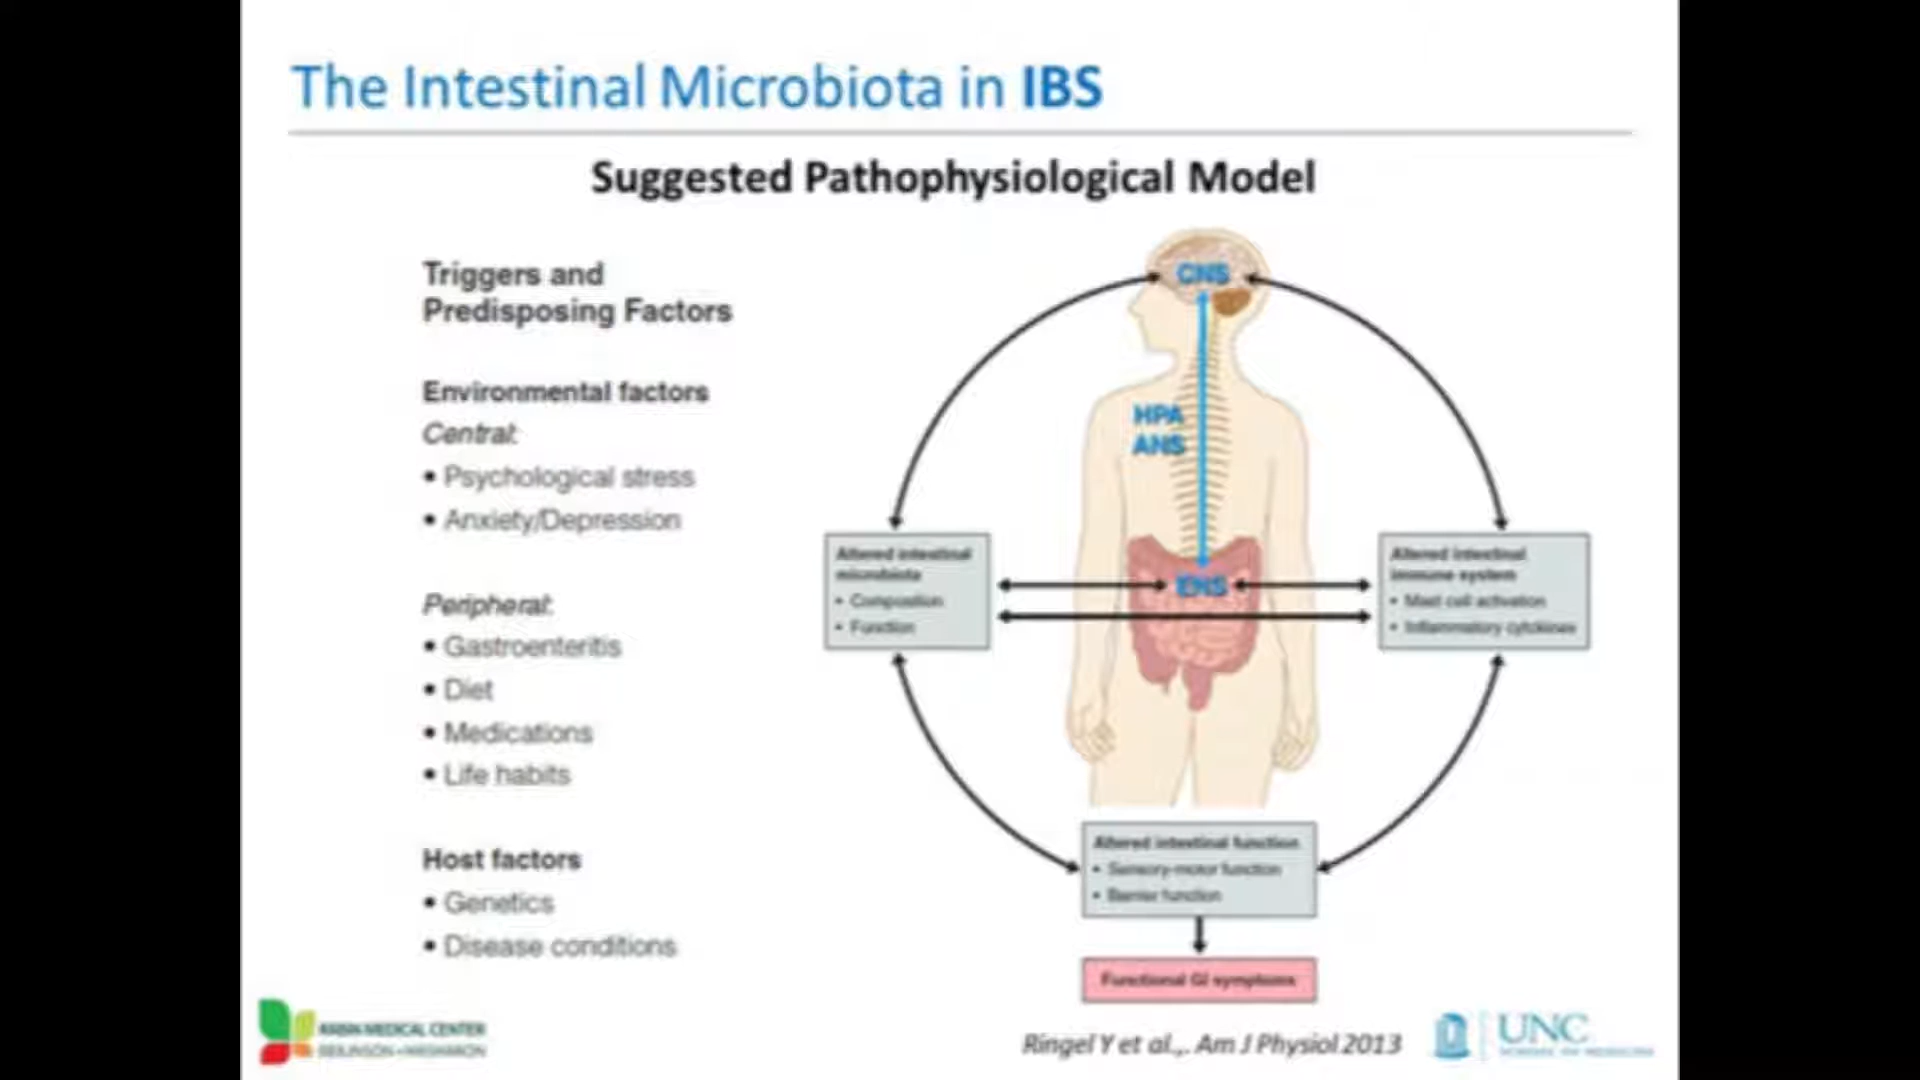 The Intestinal Microbiota in IBS
Suggested Pathophysiological Model
Triggers and
Predisposing Factors
Environmental factors
Central:
• Psychological stress
• Anxiety/Depression
Peripheral:
• Gastroenteritis
• Diet
• Medications
• Life habits
Host factors
• Genetics
• Disease conditions
CNS
HPA
ANS
ENS
Altered intestinal
microbiota
• Composition
• Function
Altered intestinal
immune system
• Mast cell activation
• Inflammatory cytokines
Altered intestinal function
• Sensory-motor function
• Barrier function
Functional GI symptoms
RABIN MEDICAL CENTER
BEILINSON • HASHARON
Ringel Y et al.,. Am J Physiol 2013
UNC
SCHOOL OF MEDICINE